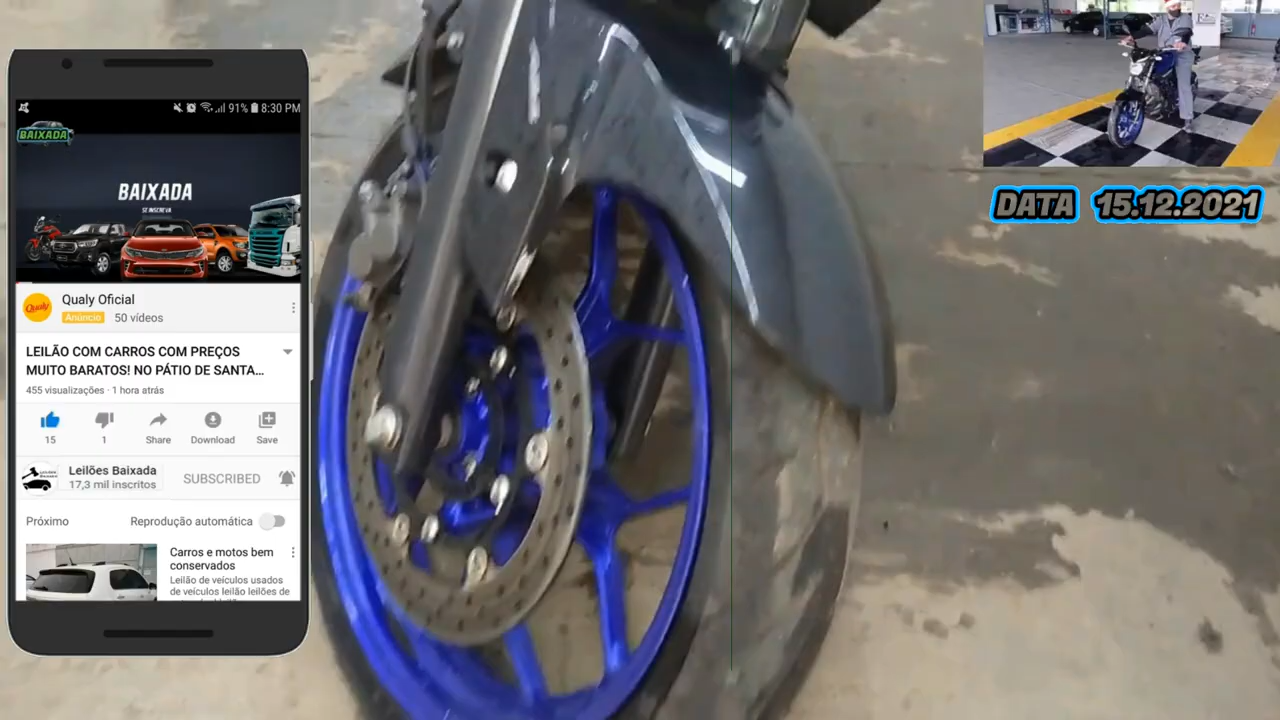 91% 8:30 PM
BAIXADA
BAIXADA
SE INSCREVA
Qualy
Qualy Oficial
Anúncio 50 vídeos
LEILÃO COM CARROS COM PREÇOS
MUITO BARATOS! NO PÁTIO DE SANTA...
455 visualizações · 1 hora atrás
15 1 Share Download Save
Leilões Baixada
17,3 mil inscritos
SUBSCRIBED
Próximo Reprodução automática
Carros e motos bem
conservados
Leilão de veículos usados
de veículos leilão leilões de
DATA 15.12.2021